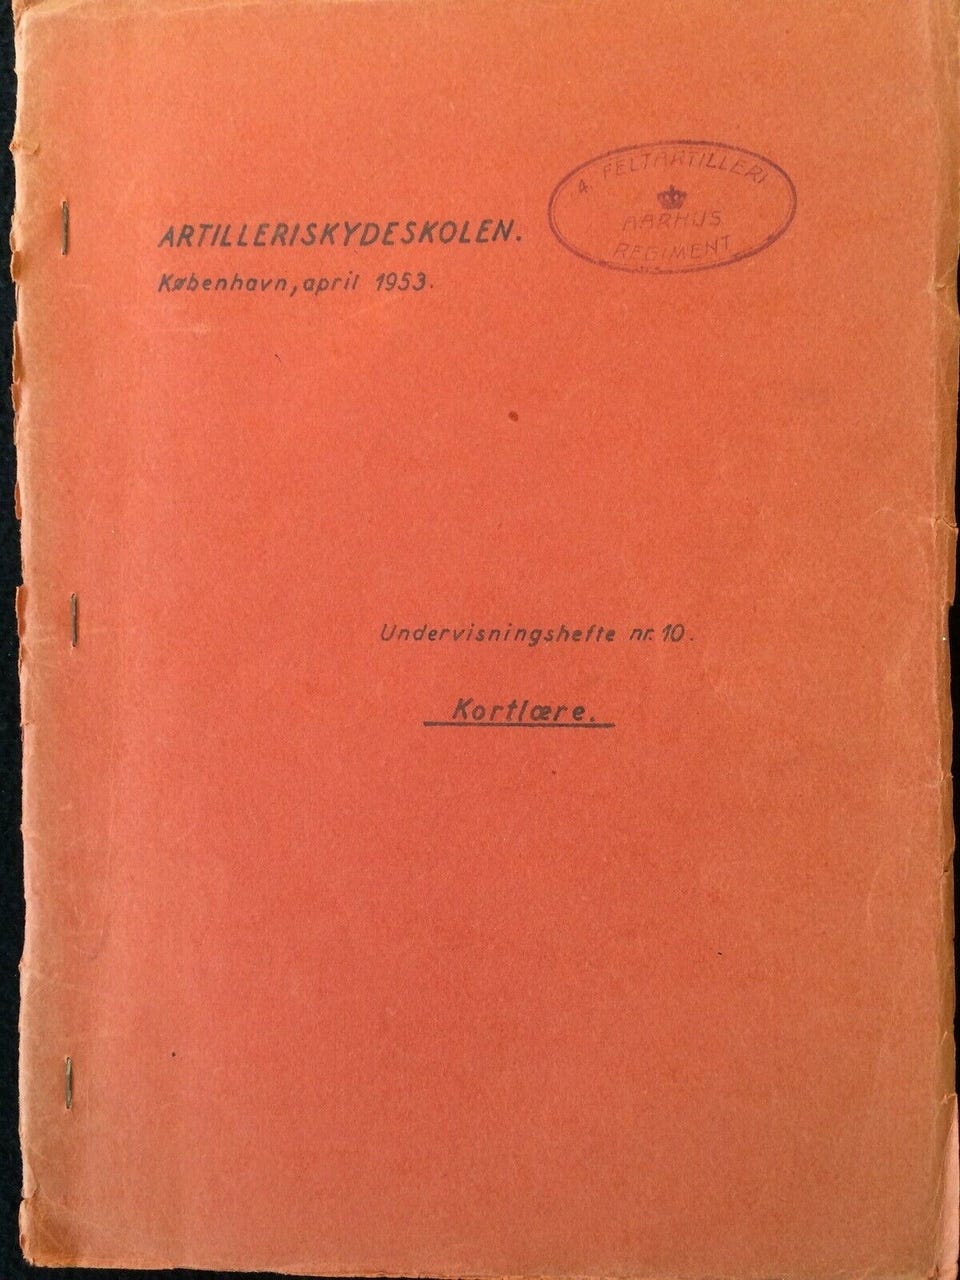 4. FELTARTILLERI
AARHUS
REGIMENT
ARTILLERISKYDESKOLEN.
København, april 1953.
Undervisningshefte nr. 10.
Kortlære.